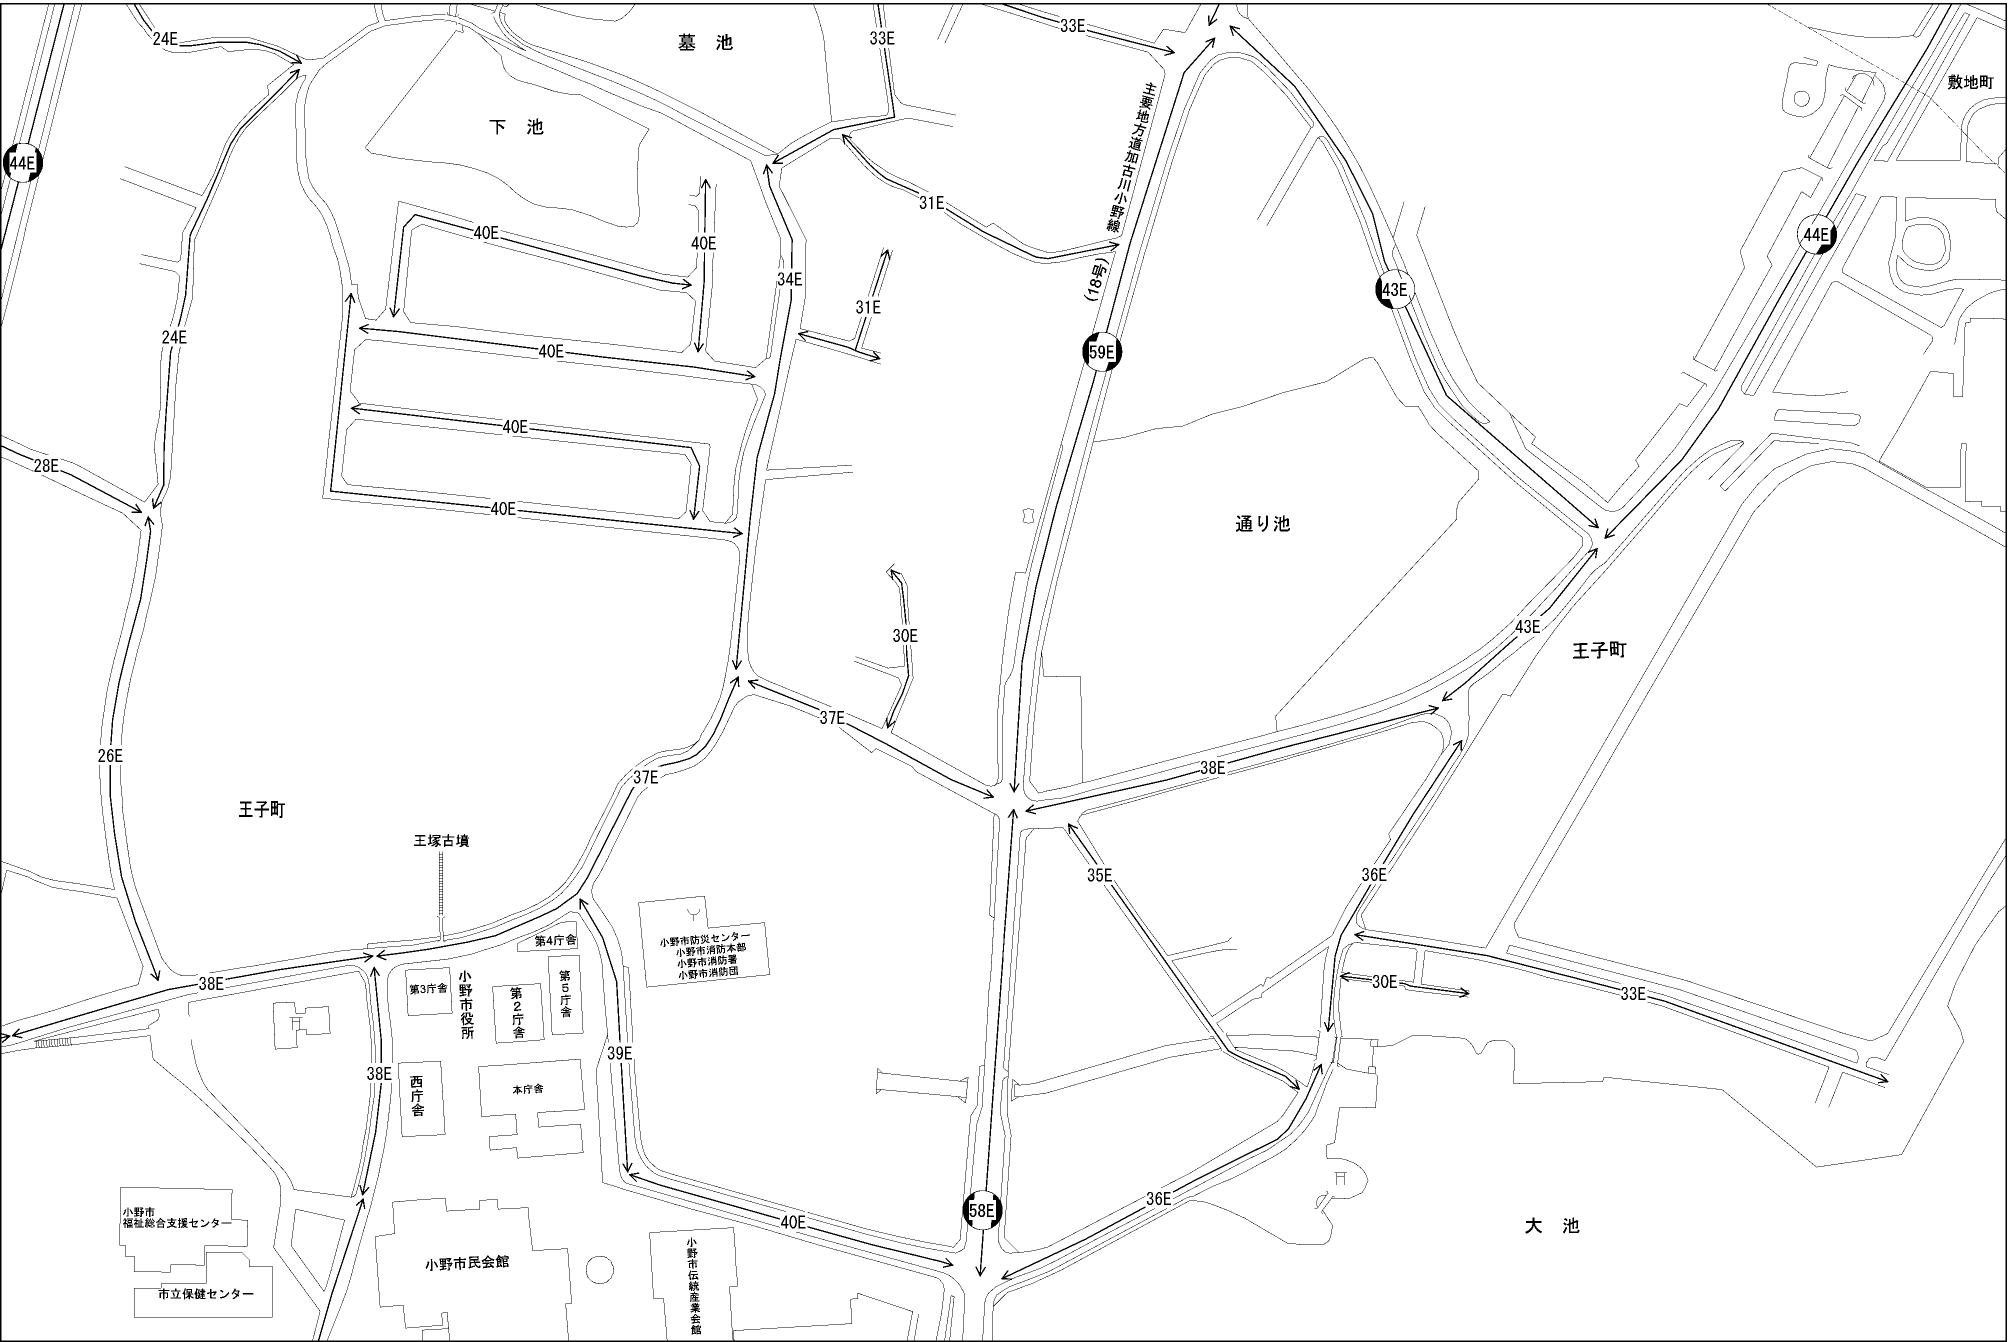 24E
墓　池
33E
33E
敷地町
主要地方道加古川小野線
(18号)
下　池
44E
31E
40E
40E
44E
34E
43E
31E
24E
40E
59E
40E
28E
40E
通り池
30E
43E
王子町
37E
26E
38E
37E
王子町
王塚古墳
35E
36E
小野市防災センター
小野市消防本部
小野市消防署
小野市消防団
第4庁舎
第3庁舎
小野市役所
第2庁舎
第5庁舎
38E
30E
33E
39E
38E
西庁舎
本庁舎
36E
58E
40E
大　池
小野市
福祉総合支援センター
小野市民会館
小野市伝統産業会館
市立保健センター